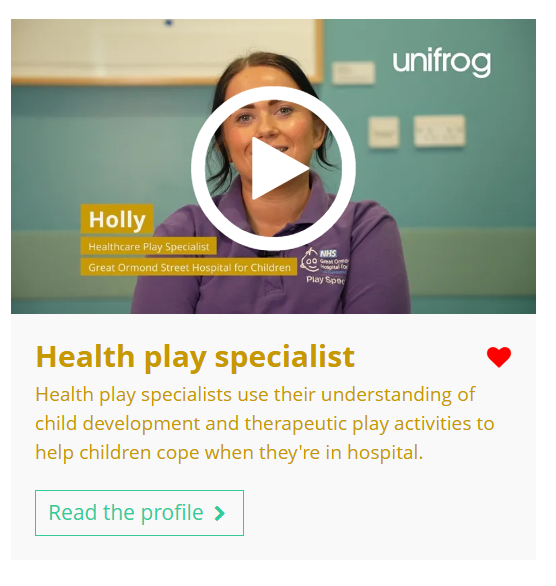 unifrog
Holly
Healthcare Play Specialist
Great Ormond Street Hospital for Children
NHS
Great Ormond
Hospital for
Play Spec
Health play specialist
Health play specialists use their understanding of
child development and therapeutic play activities to
help children cope when they're in hospital.
Read the profile